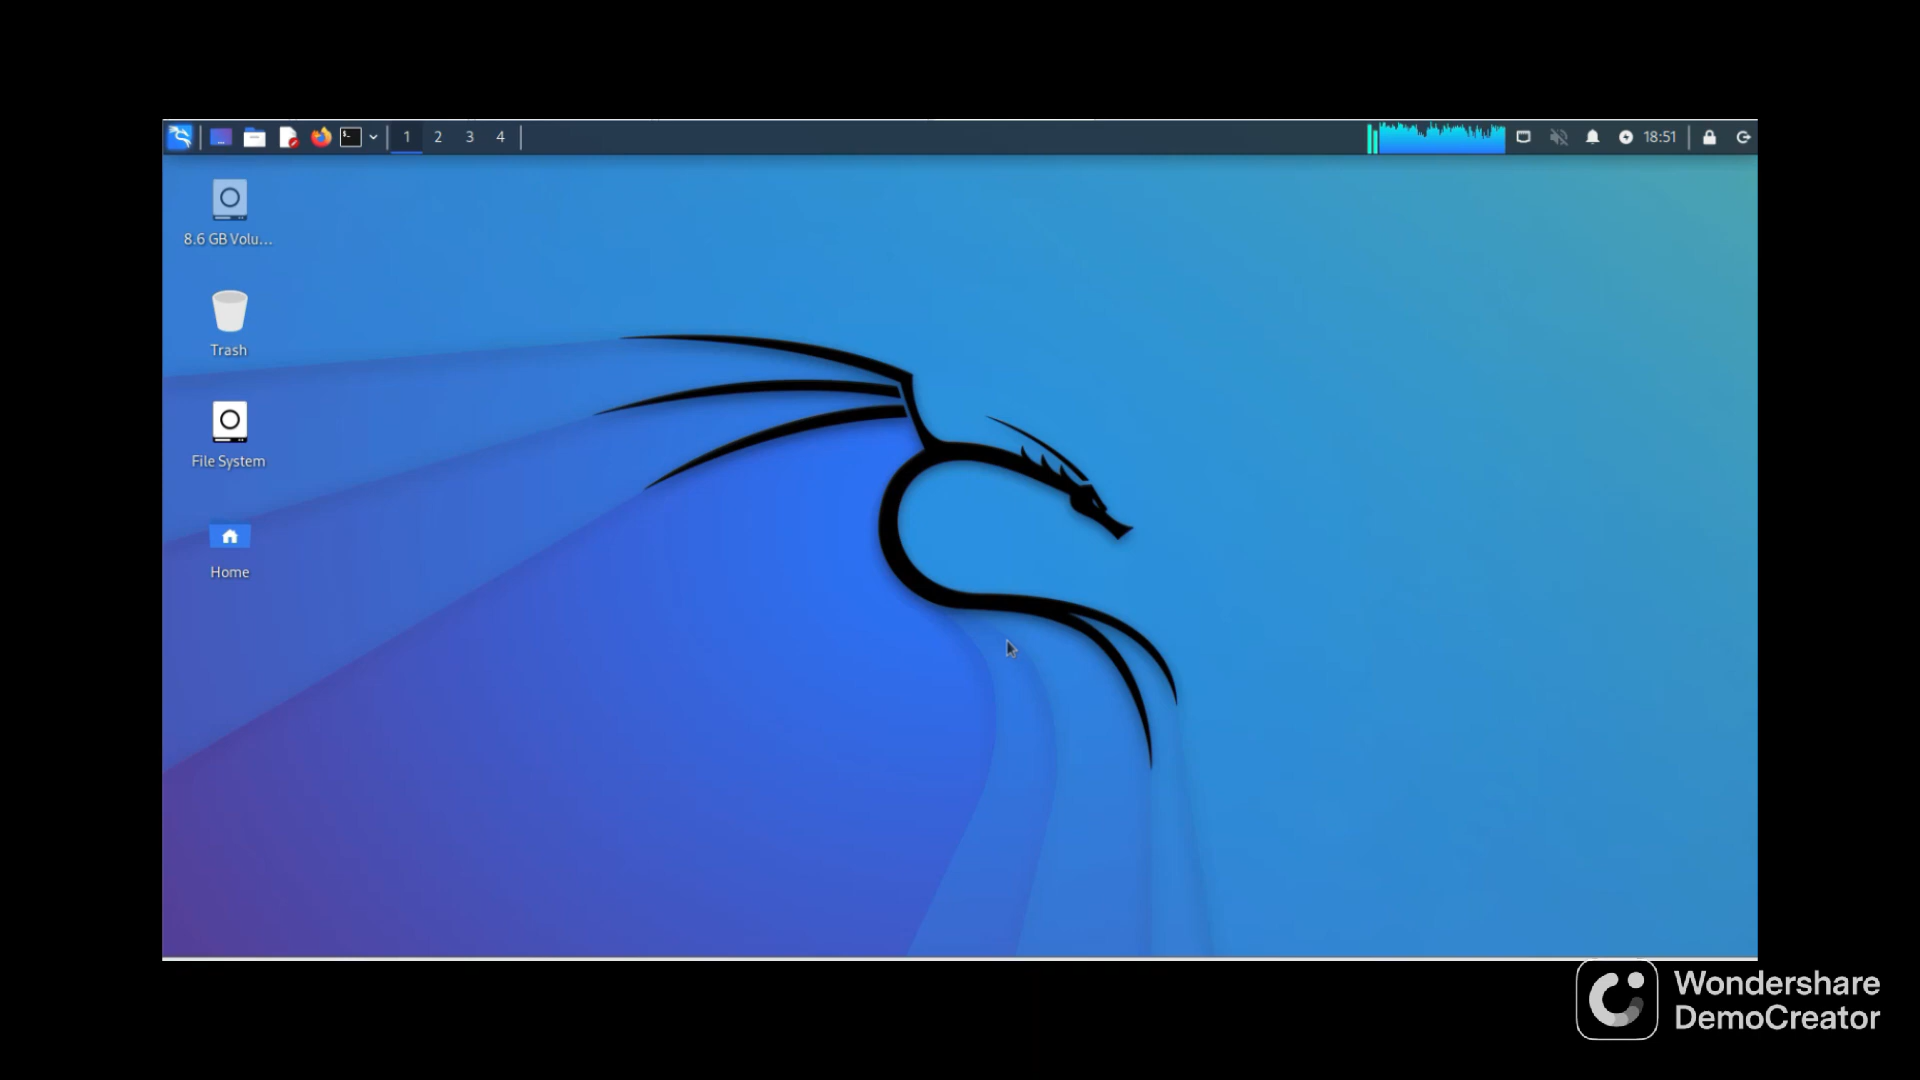 1 2 3 4
18:51
8.6 GB Volu...
Trash
File System
Home
Wondershare
DemoCreator